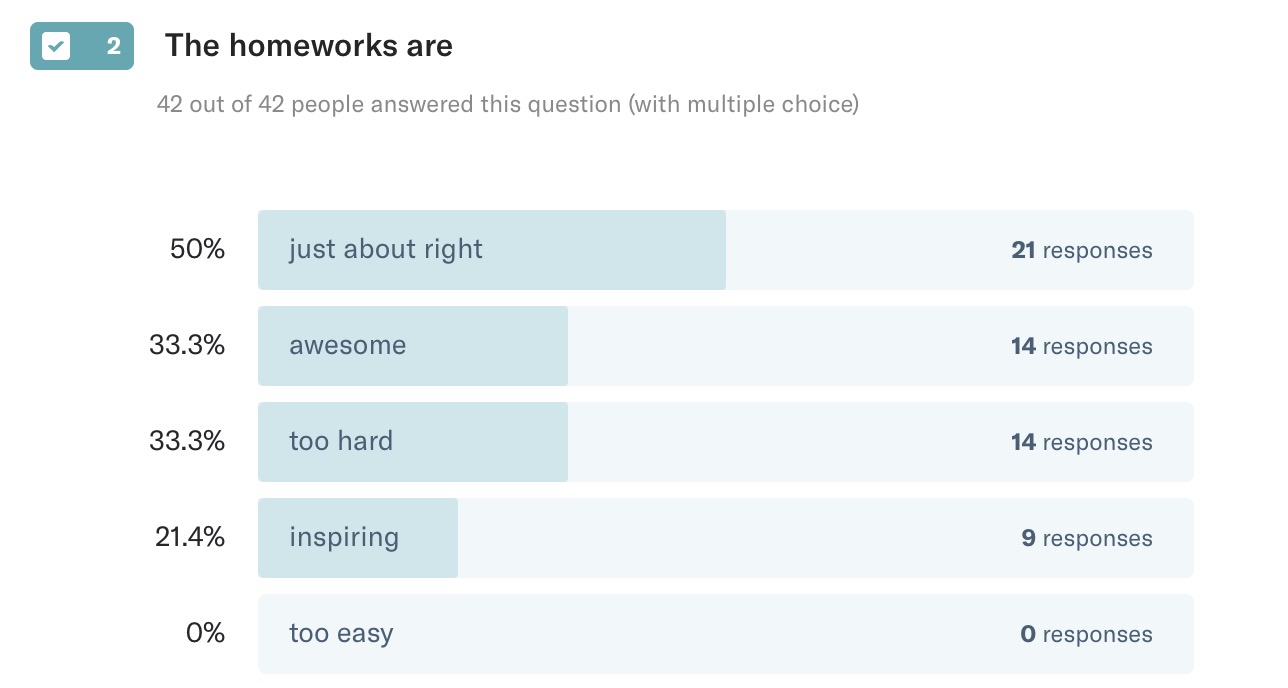 2 The homeworks are
42 out of 42 people answered this question (with multiple choice)
50% just about right 21 responses
33.3% awesome 14 responses
33.3% too hard 14 responses
21.4% inspiring 9 responses
0% too easy 0 responses